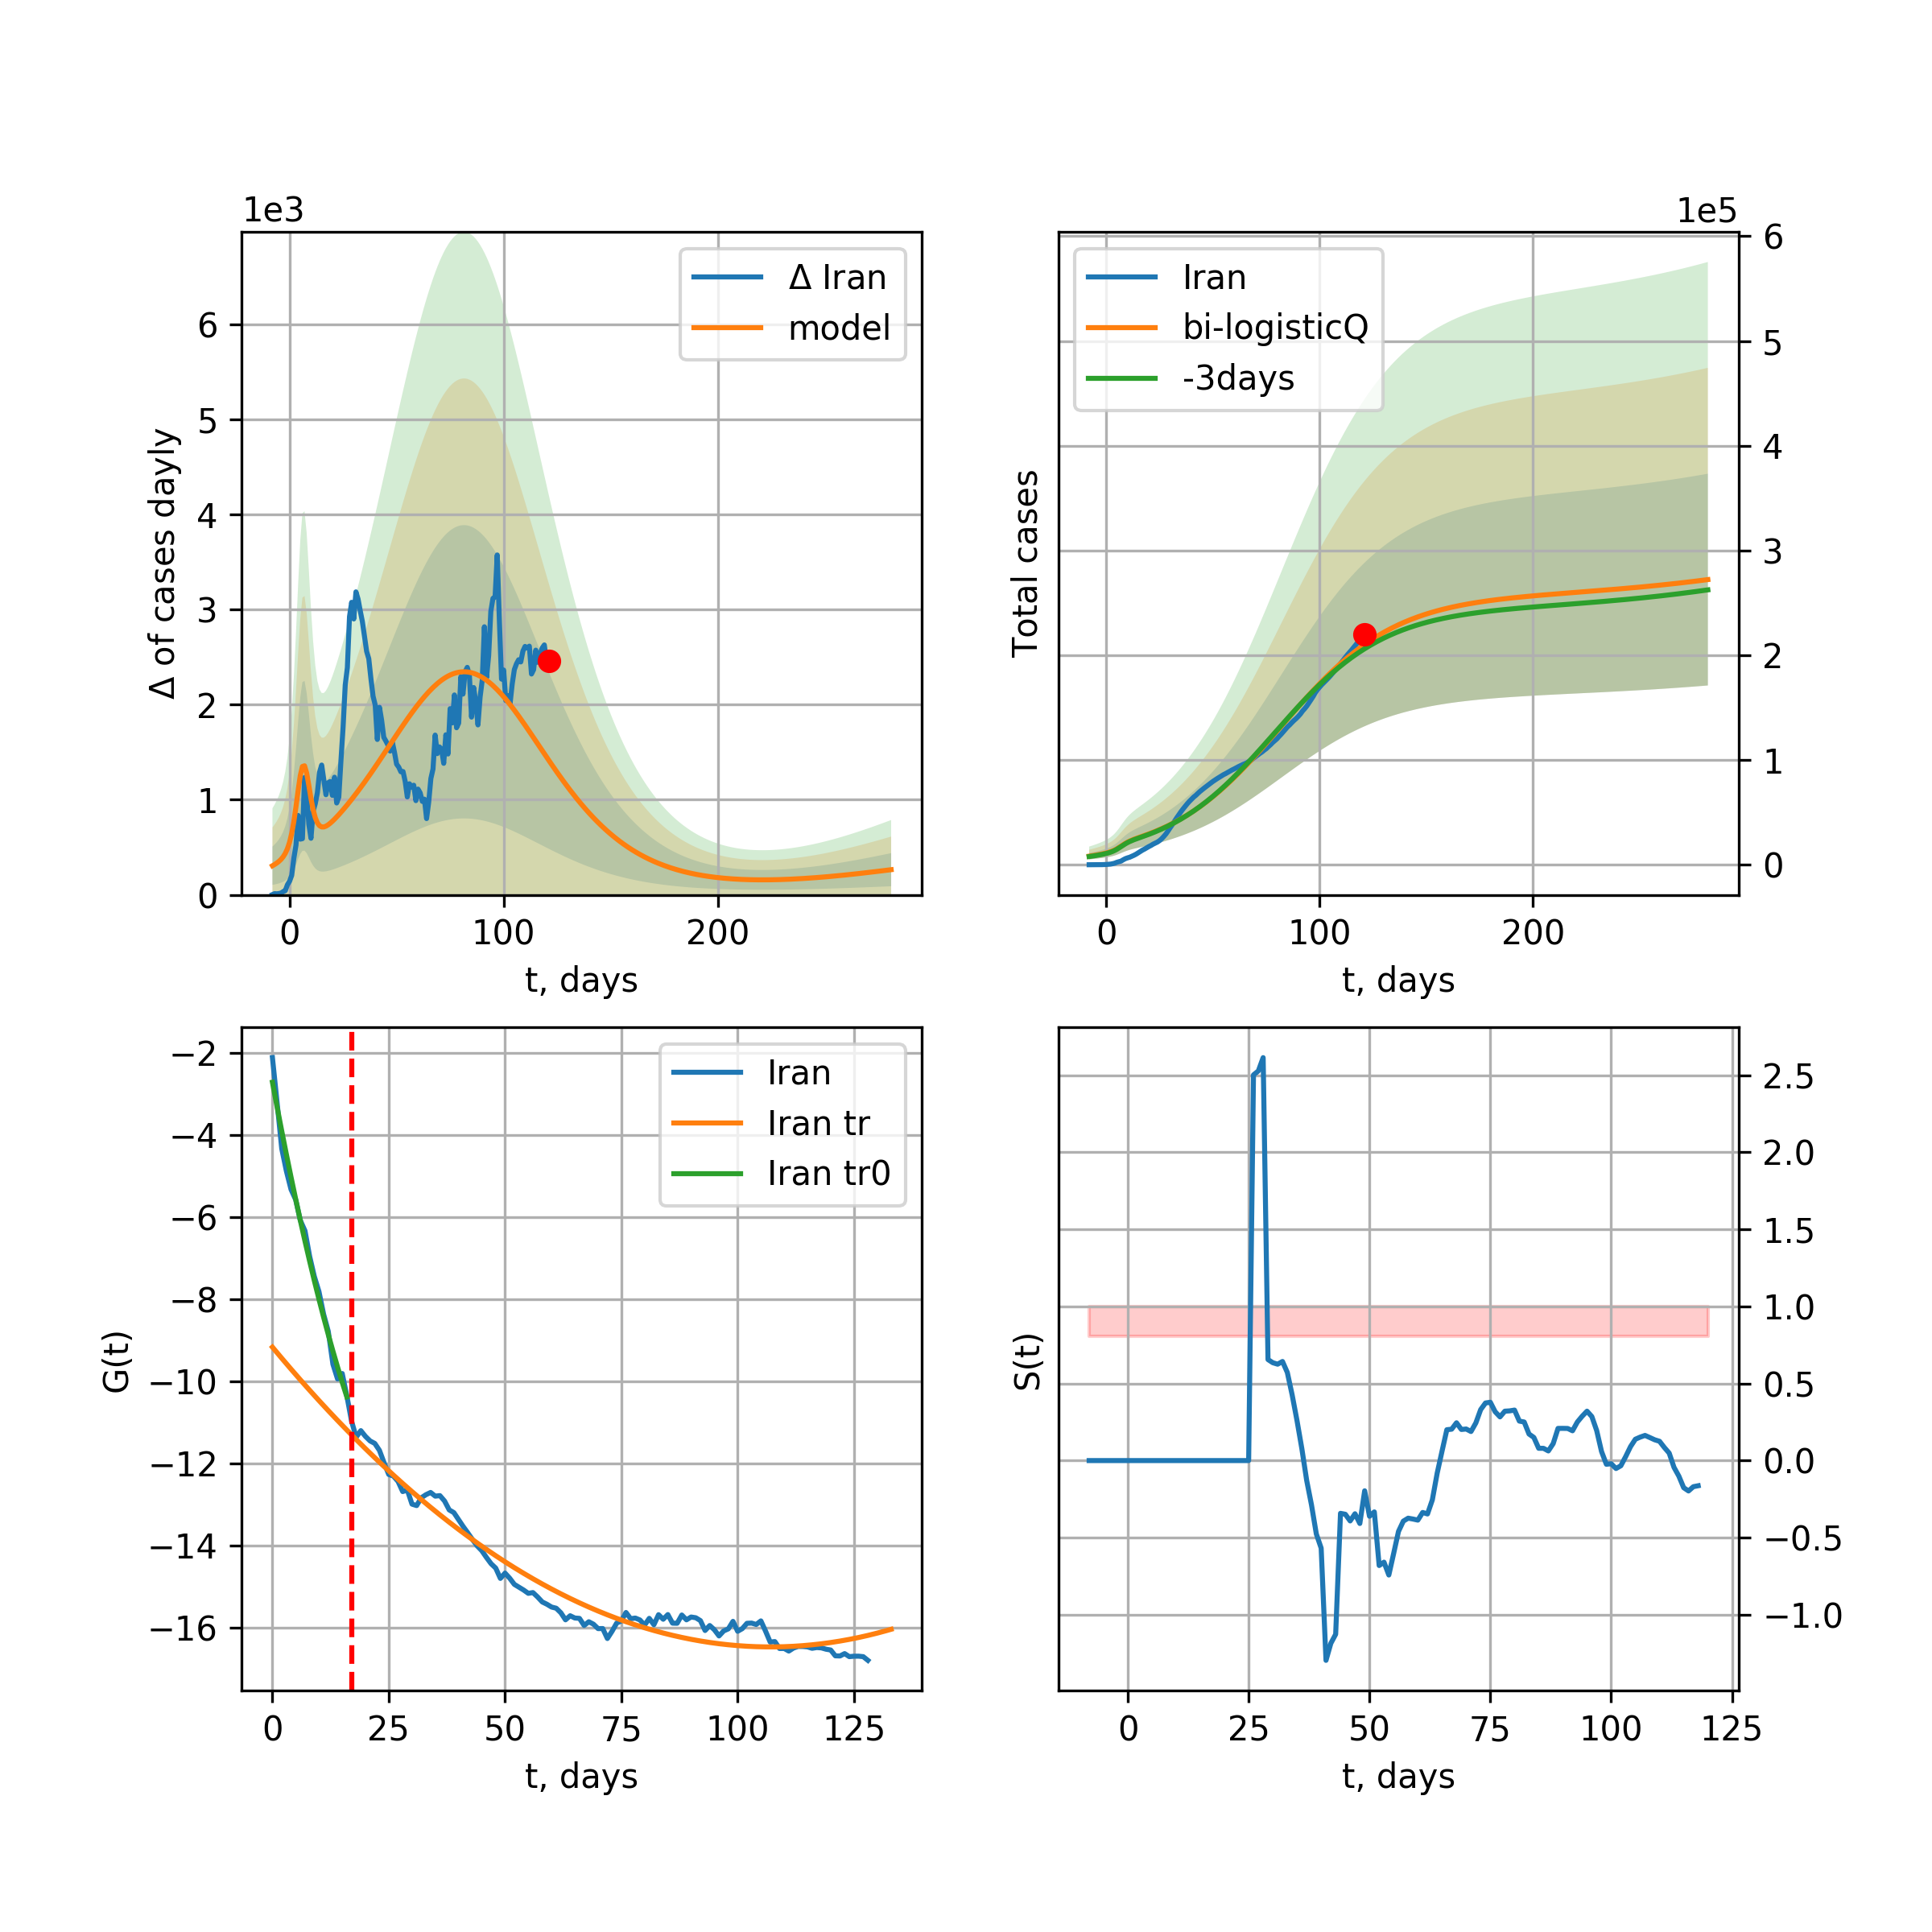 1e3
Δ of cases dayly
6
5
4
3
2
1
0
0 100 200
t, days
Δ Iran
model
1e5
Total cases
6
5
4
3
2
1
0
0 100 200
t, days
Iran
bi-logisticQ
-3days
G(t)
−2
−4
−6
−8
−10
−12
−14
−16
0 25 50 75 100 125
t, days
Iran
Iran tr
Iran tr0
S(t)
2.5
2.0
1.5
1.0
0.5
0.0
−0.5
−1.0
0 25 50 75 100 125
t, days